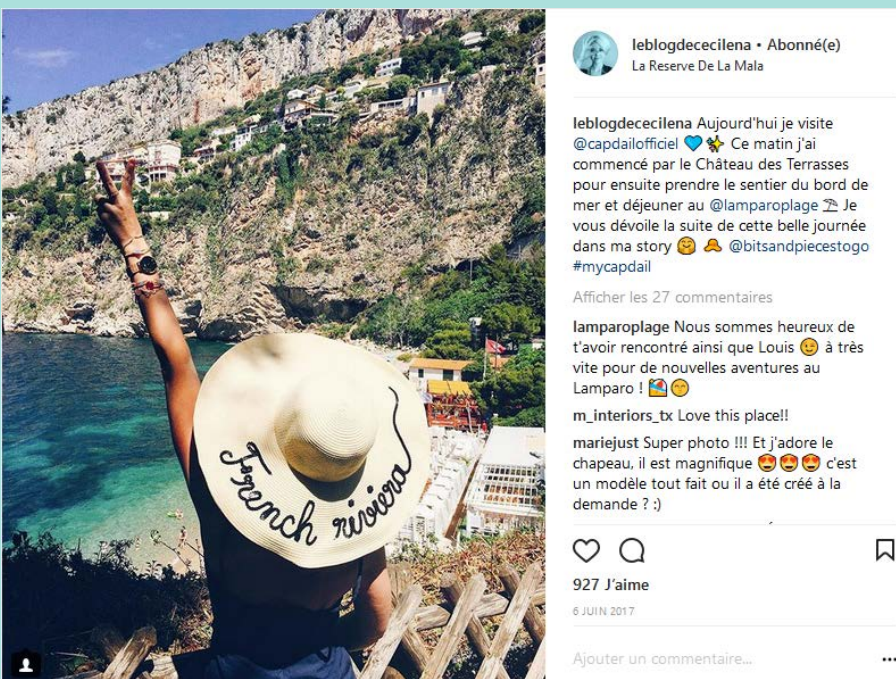 French riviera
leblogdececilena • Abonné(e)
La Reserve De La Mala
leblogdececilena Aujourd'hui je visite
@capdailofficiel 💙✨ Ce matin j'ai
commencé par le Château des Terrasses
pour ensuite prendre le sentier du bord de
mer et déjeuner au @lamparoplage ⛱ Je
vous dévoile la suite de cette belle journée
dans ma story 🤗 🙏 @bitsandpiecestogo
#mycapdail
Afficher les 27 commentaires
lamparoplage Nous sommes heureux de
t'avoir rencontré ainsi que Louis 😉 à très
vite pour de nouvelles aventures au
Lamparo ! 🏖😊
m_interiors_tx Love this place!!
mariejust Super photo !!! Et j'adore le
chapeau, il est magnifique 😍😍😍 c'est
un modèle tout fait ou il a été créé à la
demande ? :)
927 J'aime
6 JUIN 2017
Ajouter un commentaire...